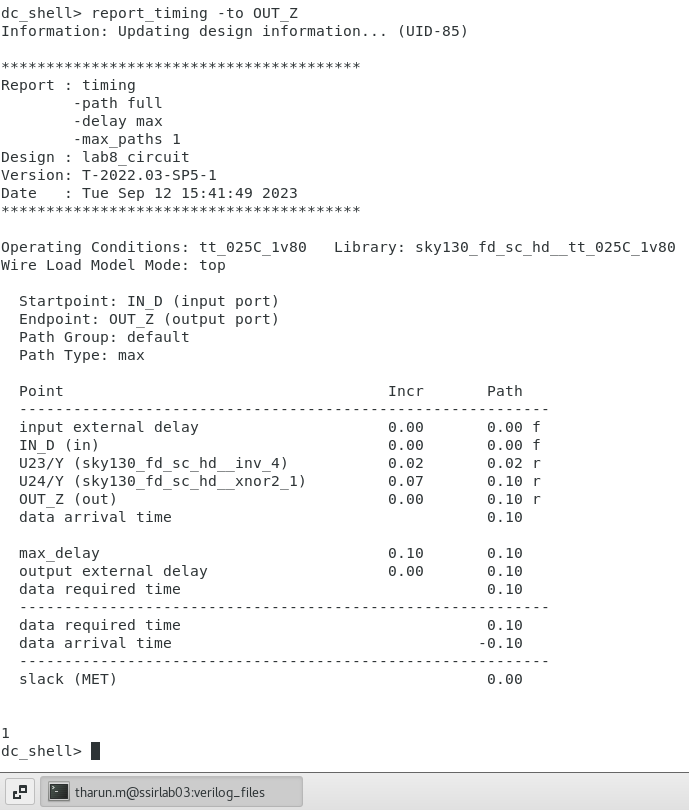 dc_shell> report_timing -to OUT_Z
Information: Updating design information... (UID-85)
****************************************
Report : timing
        -path full
        -delay max
        -max_paths 1
Design : lab8_circuit
Version: T-2022.03-SP5-1
Date   : Tue Sep 12 15:41:49 2023
****************************************
Operating Conditions: tt_025C_1v80   Library: sky130_fd_sc_hd__tt_025C_1v80
Wire Load Model Mode: top
  Startpoint: IN_D (input port)
  Endpoint: OUT_Z (output port)
  Path Group: default
  Path Type: max
  Point                                    Incr       Path
  -----------------------------------------------------------
  input external delay                     0.00       0.00 f
  IN_D (in)                                0.00       0.00 f
  U23/Y (sky130_fd_sc_hd__inv_4)           0.02       0.02 r
  U24/Y (sky130_fd_sc_hd__xnor2_1)         0.07       0.10 r
  OUT_Z (out)                              0.00       0.10 r
  data arrival time                                   0.10
  max_delay                                0.10       0.10
  output external delay                    0.00       0.10
  data required time                                  0.10
  -----------------------------------------------------------
  data required time                                  0.10
  data arrival time                                  -0.10
  -----------------------------------------------------------
  slack (MET)                                         0.00
1
dc_shell>
tharun.m@ssirlab03:verilog_files